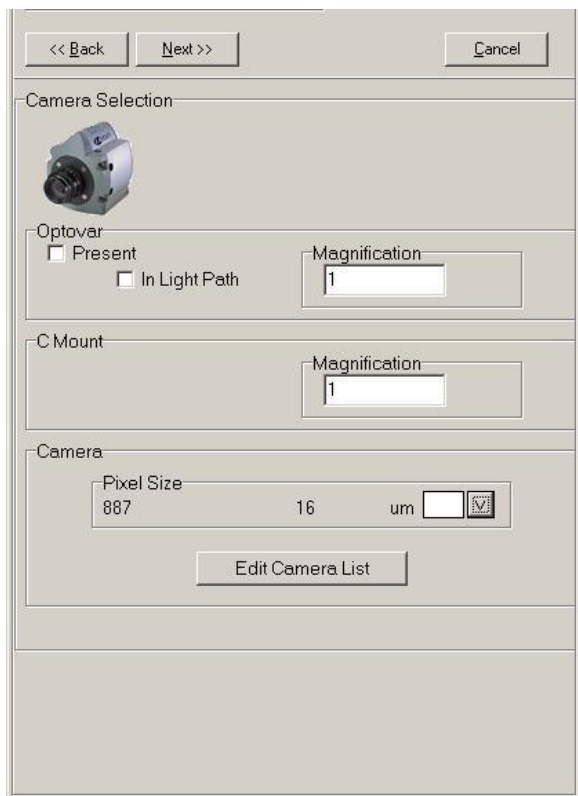 << Back
Next >>
Cancel
Camera Selection
Optovar
Present
In Light Path
Magnification
1
C Mount
Magnification
1
Camera
Pixel Size
887 16 um
Edit Camera List